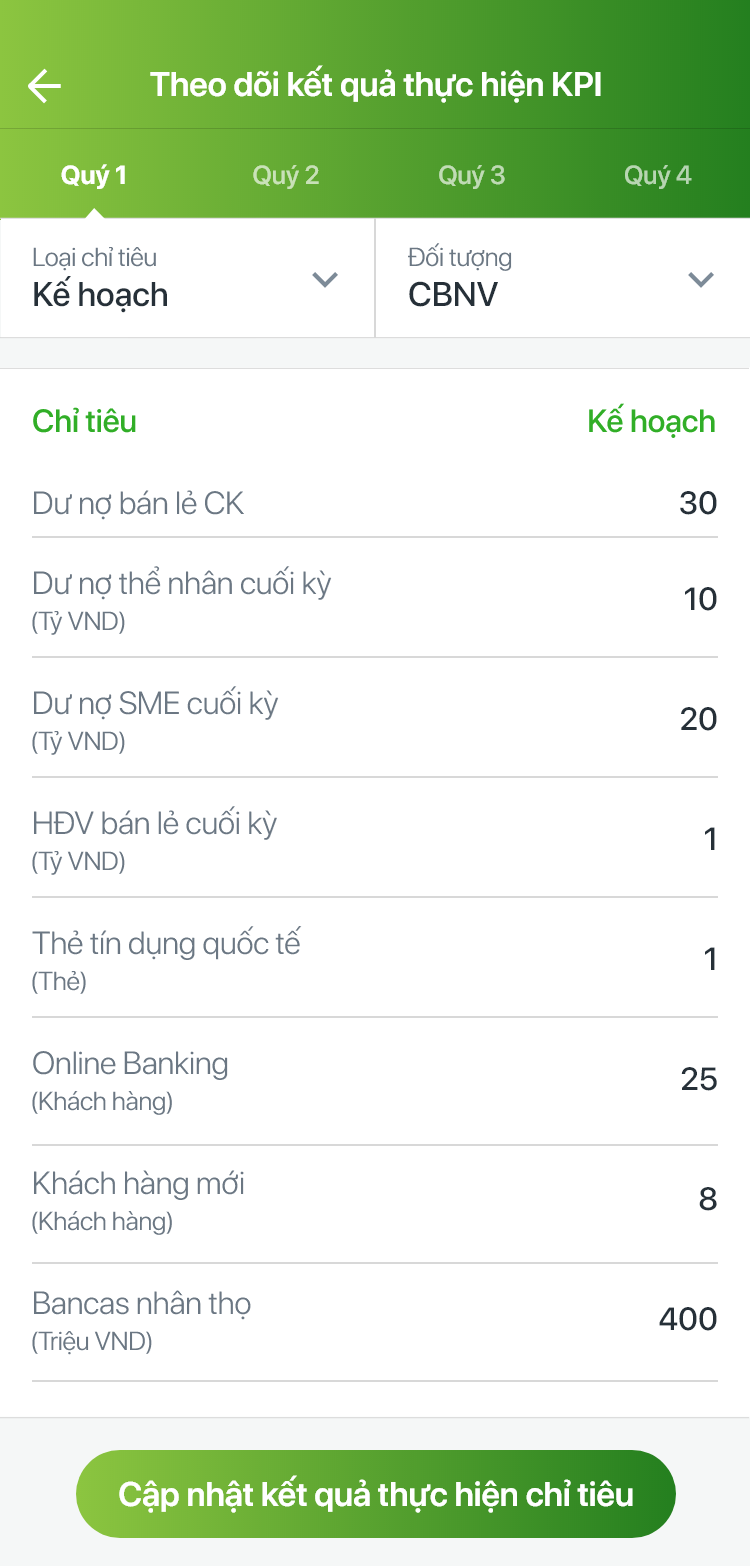 Theo dõi kết quả thực hiện KPI
Quý 1 Quý 2 Quý 3 Quý 4
Loại chỉ tiêu Đối tượng
Kế hoạch CBNV
Chỉ tiêu Kế hoạch
Dư nợ bán lẻ CK 30
Dư nợ thể nhân cuối kỳ
(Tỷ VND) 10
Dư nợ SME cuối kỳ
(Tỷ VND) 20
HĐV bán lẻ cuối kỳ
(Tỷ VND) 1
Thẻ tín dụng quốc tế
(Thẻ) 1
Online Banking
(Khách hàng) 25
Khách hàng mới
(Khách hàng) 8
Bancas nhân thọ
(Triệu VND) 400
Cập nhật kết quả thực hiện chỉ tiêu